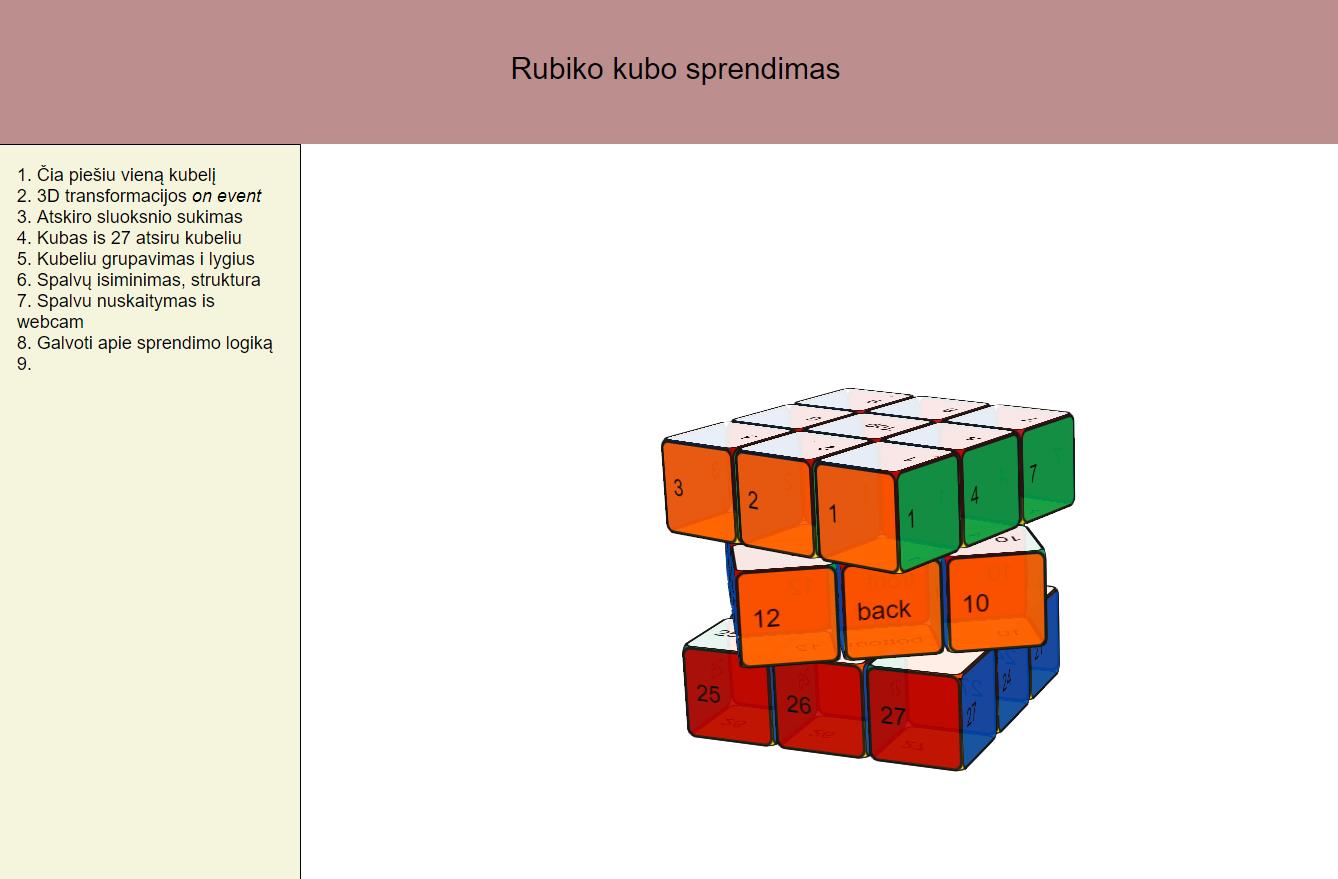 Rubiko kubo sprendimas
1. Čia piešiu vieną kubelį
2. 3D transformacijos on event
3. Atskiro sluoksnio sukimas
4. Kubas is 27 atsiru kubeliu
5. Kubeliu grupavimas i lygius
6. Spalvų isiminimas, struktura
7. Spalvu nuskaitymas is
webcam
8. Galvoti apie sprendimo logiką
9.
3 2 1 1 4 7
10
12 back 10
25 26 27 27 24 21